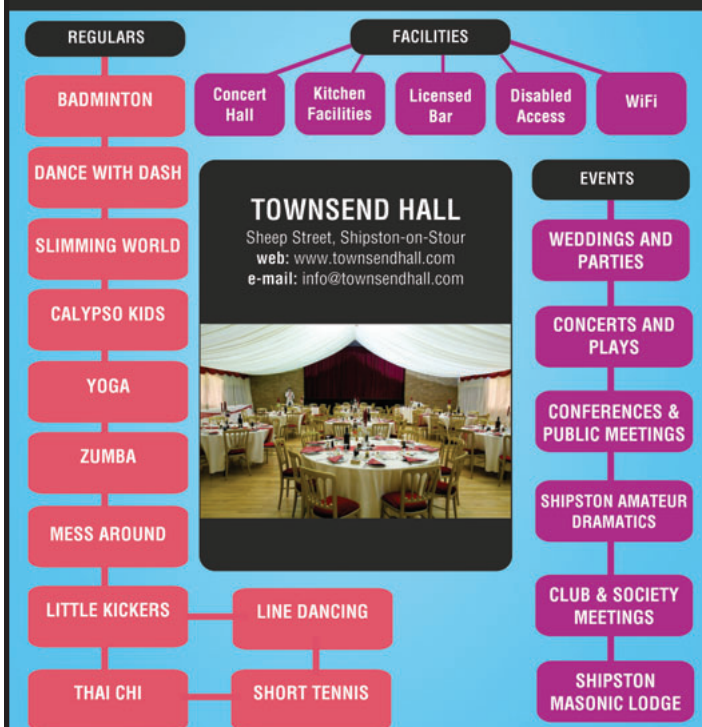 REGULARS
BADMINTON
DANCE WITH DASH
SLIMMING WORLD
CALYPSO KIDS
YOGA
ZUMBA
MESS AROUND
LITTLE KICKERS
LINE DANCING
THAI CHI
SHORT TENNIS
FACILITIES
Concert
Hall
Kitchen
Facilities
Licensed
Bar
Disabled
Access
WiFi
TOWNSEND HALL
Sheep Street, Shipston-on-Stour
web: www.townsendhall.com
e-mail: info@townsendhall.com
EVENTS
WEDDINGS AND
PARTIES
CONCERTS AND
PLAYS
CONFERENCES &
PUBLIC MEETINGS
SHIPSTON AMATEUR
DRAMATICS
CLUB & SOCIETY
MEETINGS
SHIPSTON
MASONIC LODGE